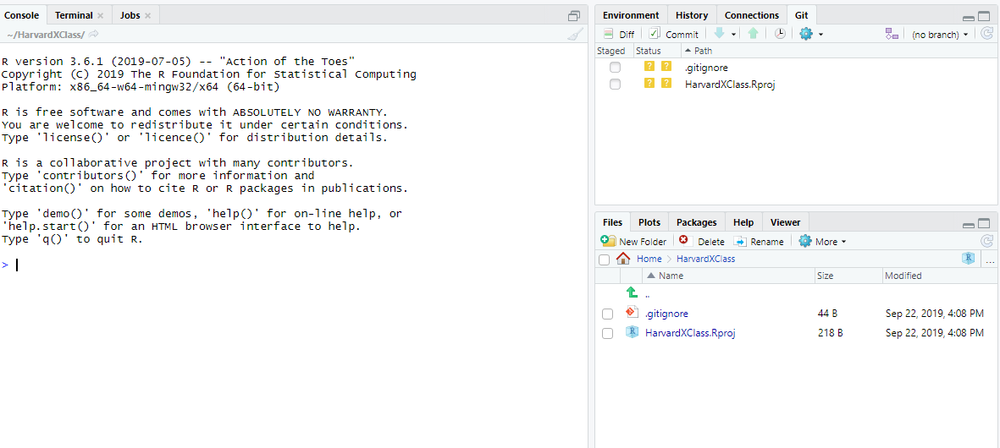 Console Terminal Jobs
~/HarvardXClass/
R version 3.6.1 (2019-07-05) -- "Action of the Toes"
Copyright (C) 2019 The R Foundation for Statistical Computing
Platform: x86_64-w64-mingw32/x64 (64-bit)
R is free software and comes with ABSOLUTELY NO WARRANTY.
You are welcome to redistribute it under certain conditions.
Type 'license()' or 'licence()' for distribution details.
R is a collaborative project with many contributors.
Type 'contributors()' for more information and
'citation()' on how to cite R or R packages in publications.
Type 'demo()' for some demos, 'help()' for on-line help, or
'help.start()' for an HTML browser interface to help.
Type 'q()' to quit R.
>
Environment History Connections Git
Diff Commit (no branch)
Staged Status Path
? ? .gitignore
? ? HarvardXClass.Rproj
Files Plots Packages Help Viewer
New Folder Delete Rename More
Home HarvardXClass R ...
Name Size Modified
..
.gitignore 44 B Sep 22, 2019, 4:08 PM
R HarvardXClass.Rproj 218 B Sep 22, 2019, 4:08 PM